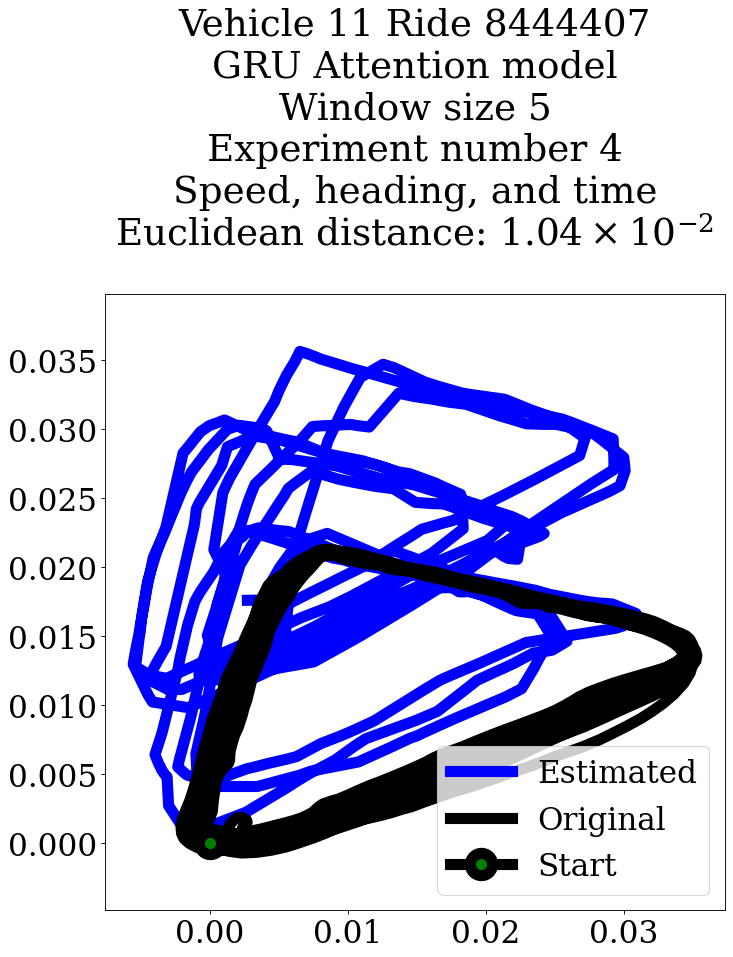 Vehicle 11 Ride 8444407
GRU Attention model
Window size 5
Experiment number 4
Speed, heading, and time
Euclidean distance: 1.04 × 10⁻²
0.035
0.030
0.025
0.020
0.015
0.010
0.005
0.000
Estimated
Original
Start
0.00 0.01 0.02 0.03